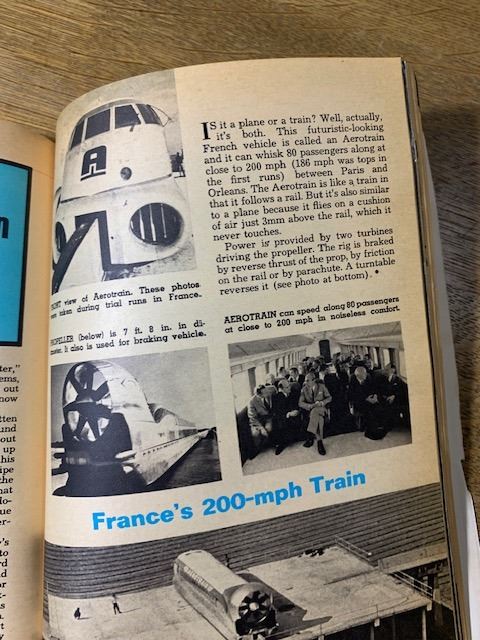 A
FRONT view of Aerotrain. These photos
were taken during trial runs in France.
PROPELLER (below) is 7 ft. 8 in. in di-
ameter. It also is used for braking vehicle.
IS it a plane or a train? Well, actually,
it's both. This futuristic-looking
French vehicle is called an Aerotrain
and it can whisk 80 passengers along at
close to 200 mph (186 mph was tops in
the first runs) between Paris and
Orleans. The Aerotrain is like a train in
that it follows a rail. But it's also similar
to a plane because it flies on a cushion
of air just 3mm above the rail, which it
never touches.
Power is provided by two turbines
driving the propeller. The rig is braked
by reverse thrust of the prop, by friction
on the rail or by parachute. A turntable
reverses it (see photo at bottom). •
AEROTRAIN can speed along 80 passengers
at close to 200 mph in noiseless comfort.
France's 200-mph Train